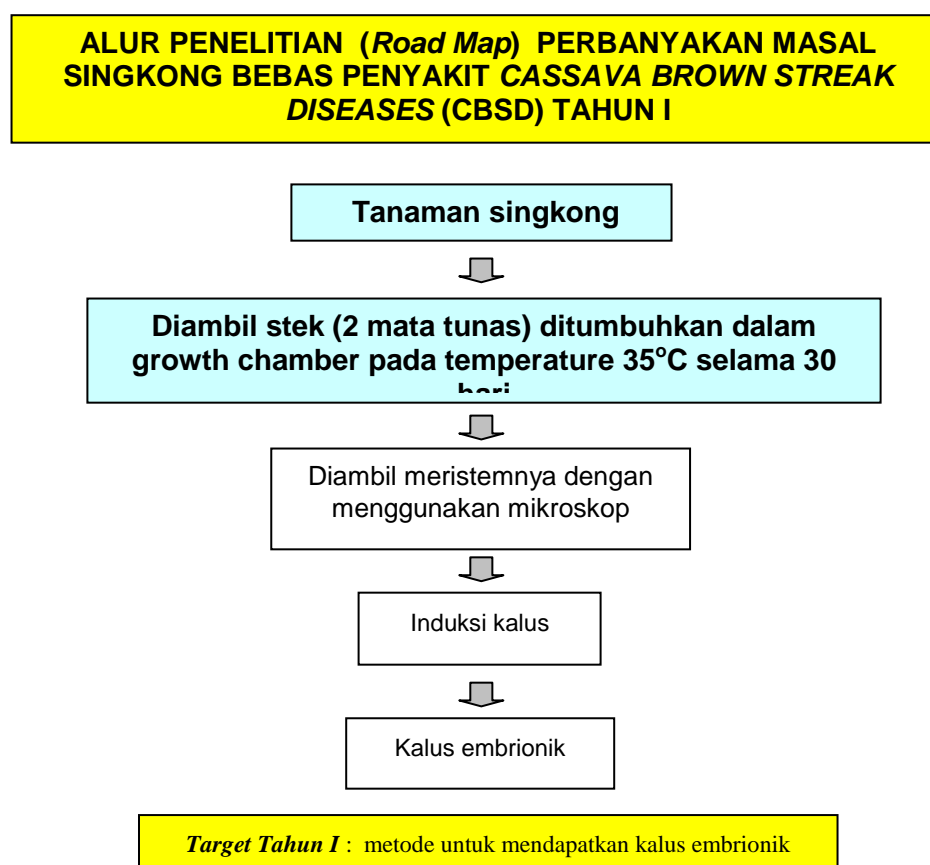 ALUR PENELITIAN (Road Map) PERBANYAKAN MASAL
SINGKONG BEBAS PENYAKIT CASSAVA BROWN STREAK
DISEASES (CBSD) TAHUN I
Tanaman singkong
Diambil stek (2 mata tunas) ditumbuhkan dalam
growth chamber pada temperature 35°C selama 30
hari
Diambil meristemnya dengan
menggunakan mikroskop
Induksi kalus
Kalus embrionik
Target Tahun I : metode untuk mendapatkan kalus embrionik